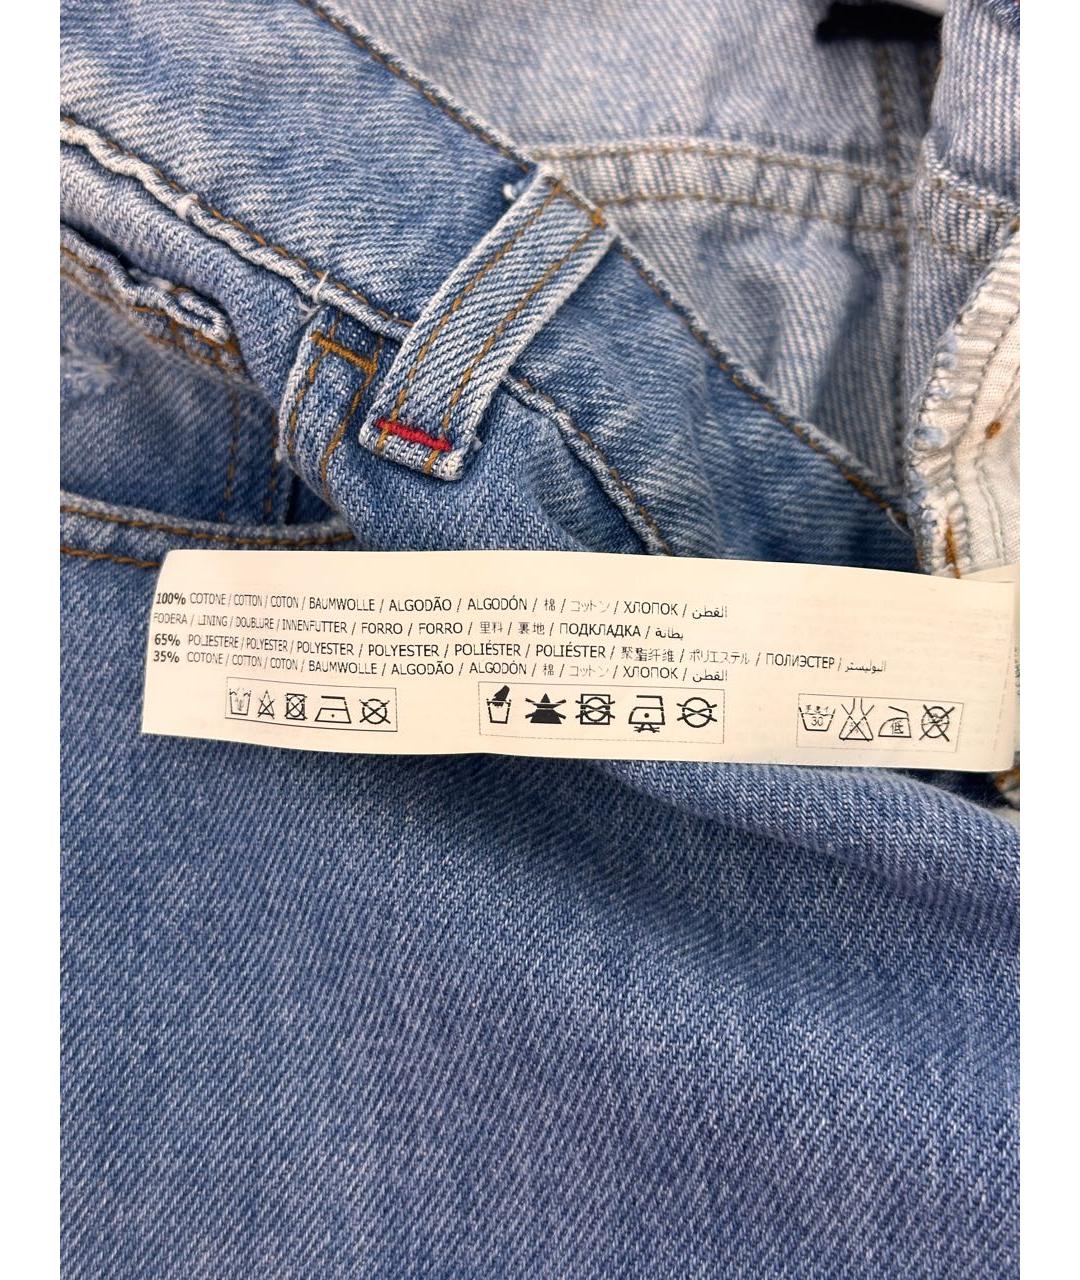 100% COTONE / COTTON / COTON / BAUMWOLLE / ALGODÃO / ALGODÓN / 棉 / コットン / ХЛОПОК / القطن
FODERA / LINING / DOUBLURE / INNENFUTTER / FORRO / FORRO / 里料 / 裏地 / ПОДКЛАДКА / بطانة
65% POLIESTERE / POLYESTER / POLYESTER / POLYESTER / POLIÉSTER / POLIÉSTER / 聚酯纤维 / ポリエステル / ПОЛИЭСТЕР / البوليستر
35% COTONE / COTTON / COTON / BAUMWOLLE / ALGODÃO / ALGODÓN / 棉 / コットン / ХЛОПОК / القطن
30 低